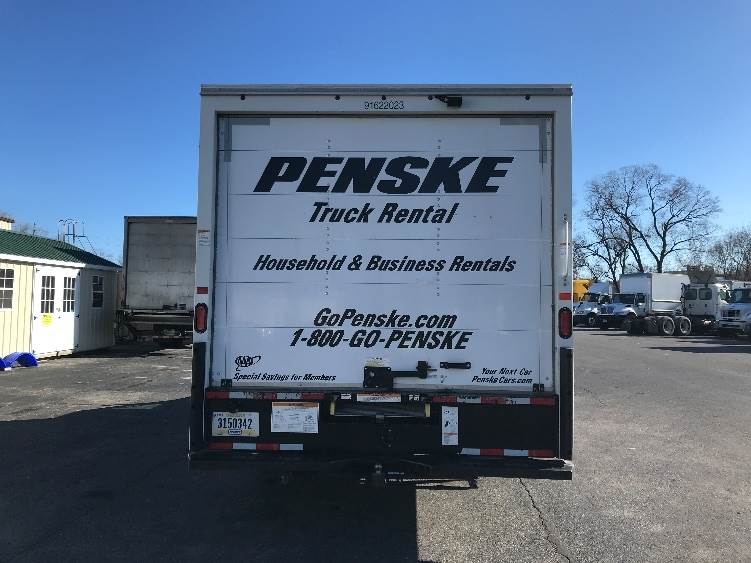 91622023
PENSKE
Truck Rental
Household & Business Rentals
GoPenske.com
1-800-GO-PENSKE
AAA
Special Savings for Members
Your Next Car
PenskeCars.com
3150342